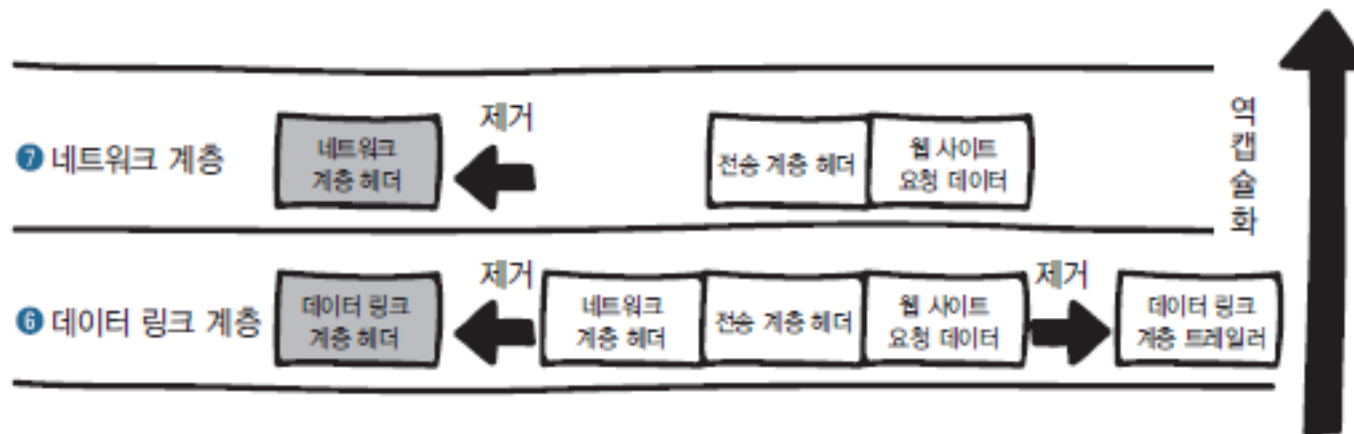 제거
❼ 네트워크 계층
네트워크
계층 헤더
전송 계층 헤더
웹 사이트
요청 데이터
역
캡
슐
화
제거
제거
❻ 데이터 링크 계층
데이터 링크
계층 헤더
네트워크
계층 헤더
전송 계층 헤더
웹 사이트
요청 데이터
데이터 링크
계층 트레일러